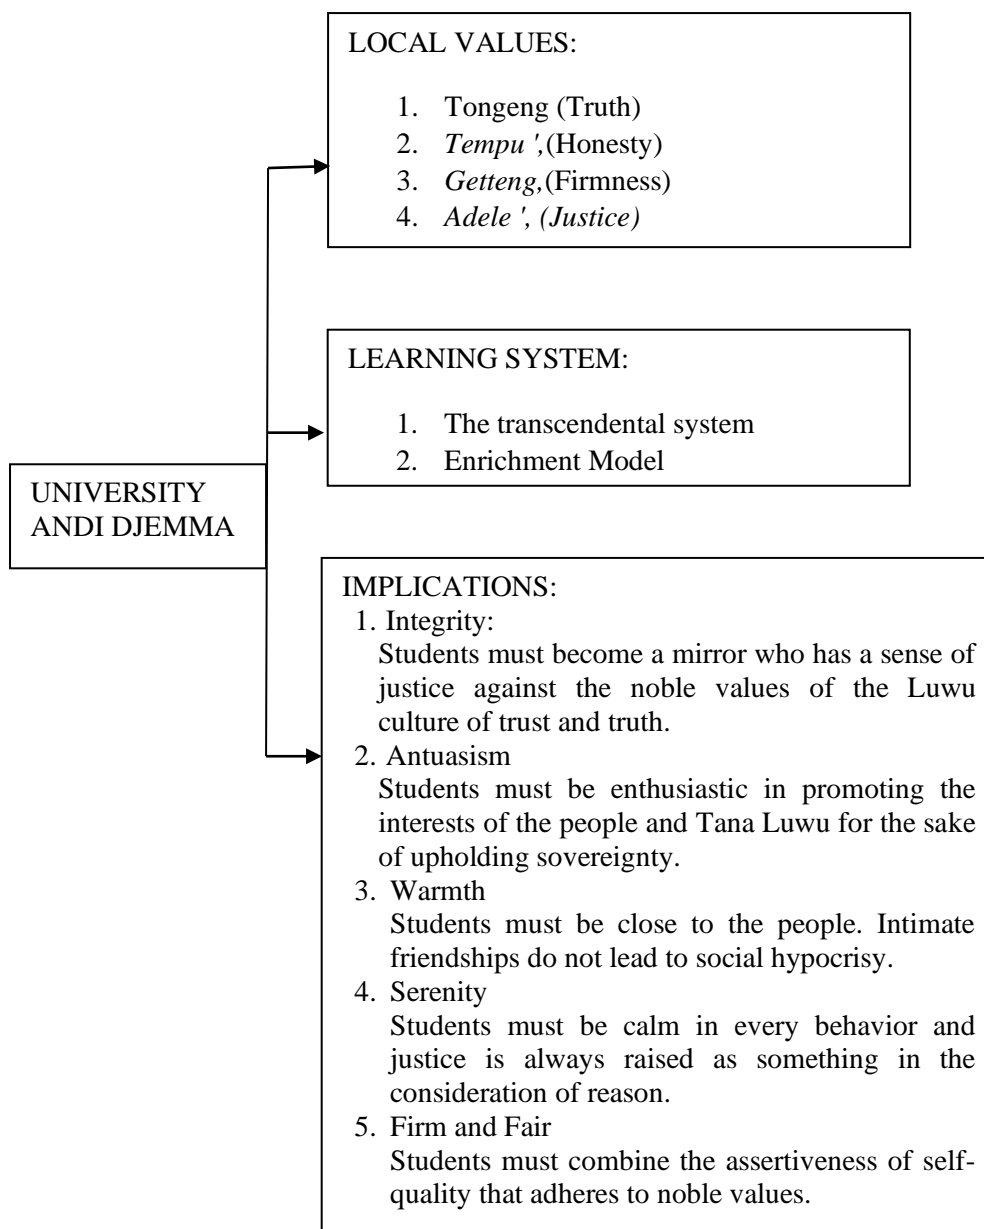 LOCAL VALUES:
1. Tongeng (Truth)
2. Tempu ',(Honesty)
3. Getteng,(Firmness)
4. Adele ', (Justice)
LEARNING SYSTEM:
1. The transcendental system
2. Enrichment Model
UNIVERSITY
ANDI DJEMMA
IMPLICATIONS:
1. Integrity:
Students must become a mirror who has a sense of
justice against the noble values of the Luwu
culture of trust and truth.
2. Antuasism
Students must be enthusiastic in promoting the
interests of the people and Tana Luwu for the sake
of upholding sovereignty.
3. Warmth
Students must be close to the people. Intimate
friendships do not lead to social hypocrisy.
4. Serenity
Students must be calm in every behavior and
justice is always raised as something in the
consideration of reason.
5. Firm and Fair
Students must combine the assertiveness of self-
quality that adheres to noble values.